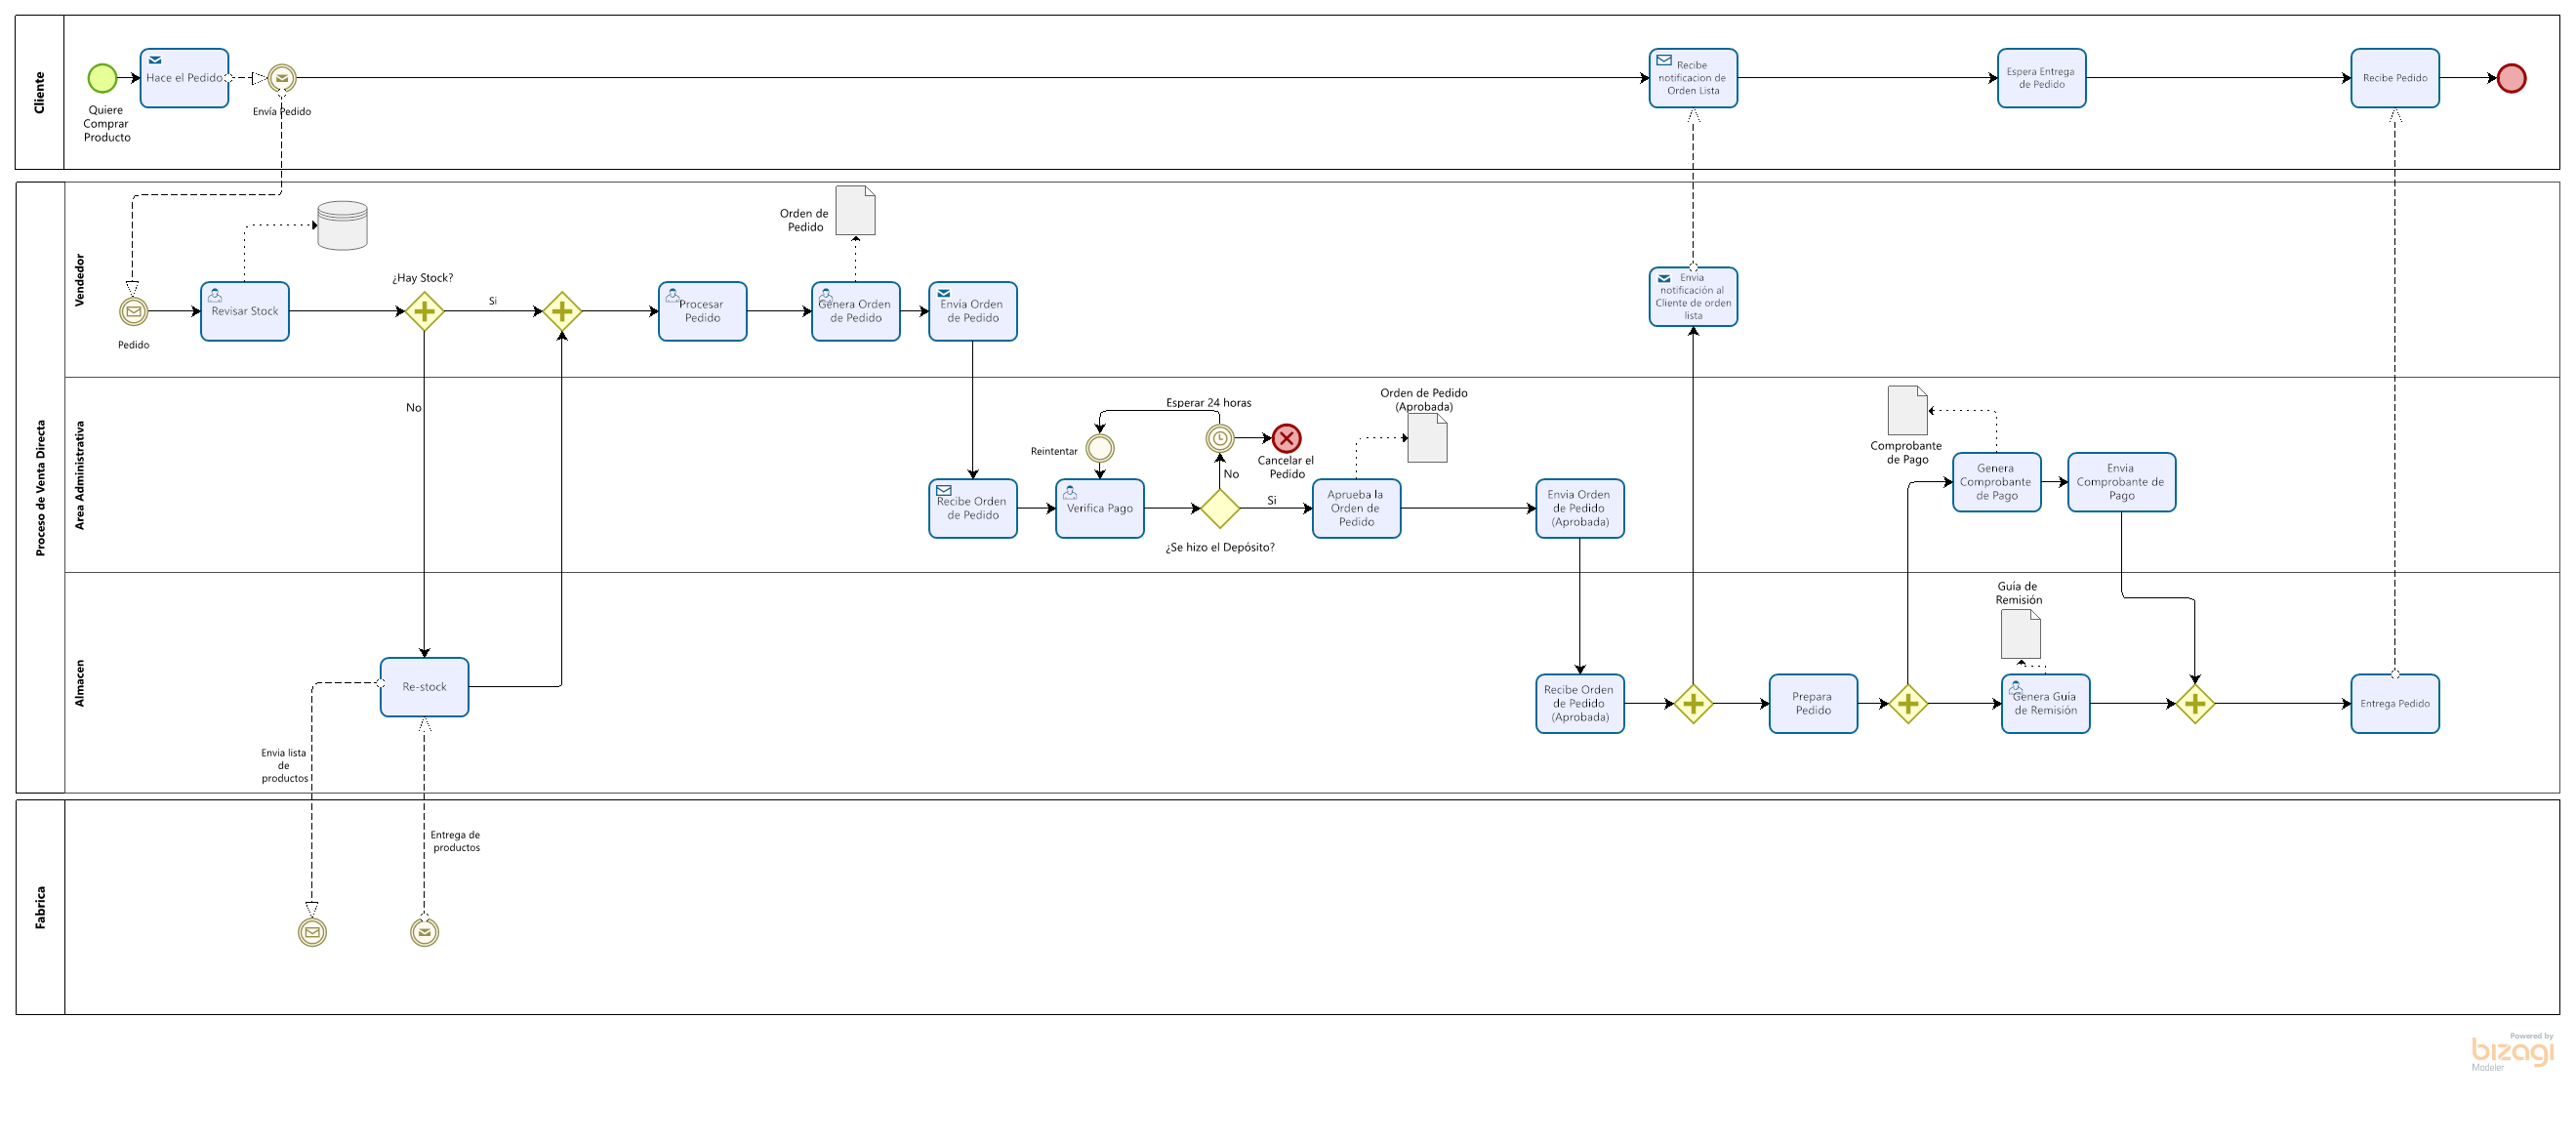 Cliente
Hace el Pedido
Quiere
Comprar
Producto
Envía Pedido
Recibe
notificacion de
Orden Lista
Espera Entrega
de Pedido
Recibe Pedido
Proceso de Venta Directa
Vendedor
Pedido
Revisar Stock
¿Hay Stock?
Si
No
Procesar
Pedido
Orden de
Pedido
Genera Orden
de Pedido
Envía Orden
de Pedido
Envia
notificación al
Cliente de orden
lista
Area Administrativa
Recibe Orden
de Pedido
Verifica Pago
Reintentar
Esperar 24 horas
Cancelar el
Pedido
No
Si
¿Se hizo el Depósito?
Orden de Pedido
(Aprobada)
Aprueba la
Orden de
Pedido
Envia Orden
de Pedido
(Aprobada)
Comprobante
de Pago
Genera
Comprobante
de Pago
Envia
Comprobante de
Pago
Almacen
Re-stock
Envia lista
de
productos
Recibe Orden
de Pedido
(Aprobada)
Prepara
Pedido
Guía de
Remisión
Genera Guía
de Remisión
Entrega Pedido
Fabrica
Entrega de
productos
Powered by
bizagi
Modeler